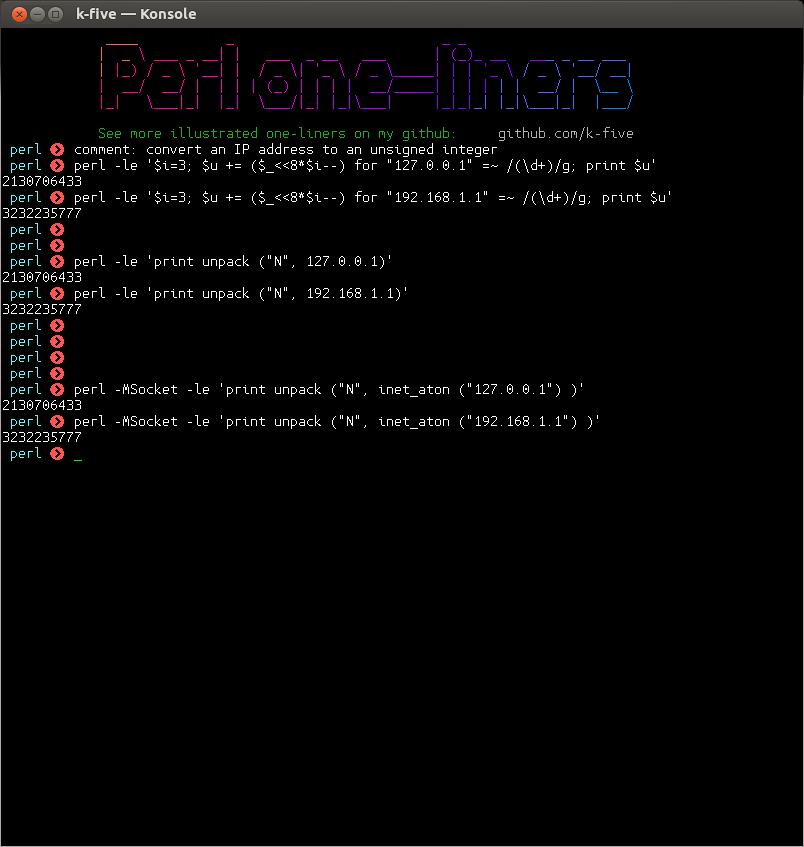 k-five — Konsole
Perl one-liners
See more illustrated one-liners on my github: github.com/k-five
perl comment: convert an IP address to an unsigned integer
perl perl -le '$i=3; $u += ($_<<8*$i--) for "127.0.0.1" =~ /(\d+)/g; print $u'
2130706433
perl perl -le '$i=3; $u += ($_<<8*$i--) for "192.168.1.1" =~ /(\d+)/g; print $u'
3232235777
perl
perl
perl perl -le 'print unpack ("N", 127.0.0.1)'
2130706433
perl perl -le 'print unpack ("N", 192.168.1.1)'
3232235777
perl
perl
perl
perl
perl perl -MSocket -le 'print unpack ("N", inet_aton ("127.0.0.1") )'
2130706433
perl perl -MSocket -le 'print unpack ("N", inet_aton ("192.168.1.1") )'
3232235777
perl _